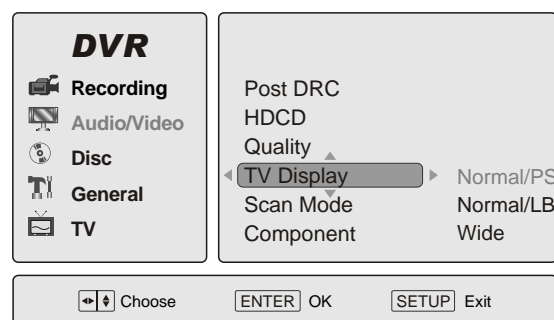 DVR
Recording
Audio/Video
Disc
General
TV
Post DRC
HDCD
Quality
TV Display Normal/PS
Scan Mode Normal/LB
Component Wide
Choose ENTER OK SETUP Exit